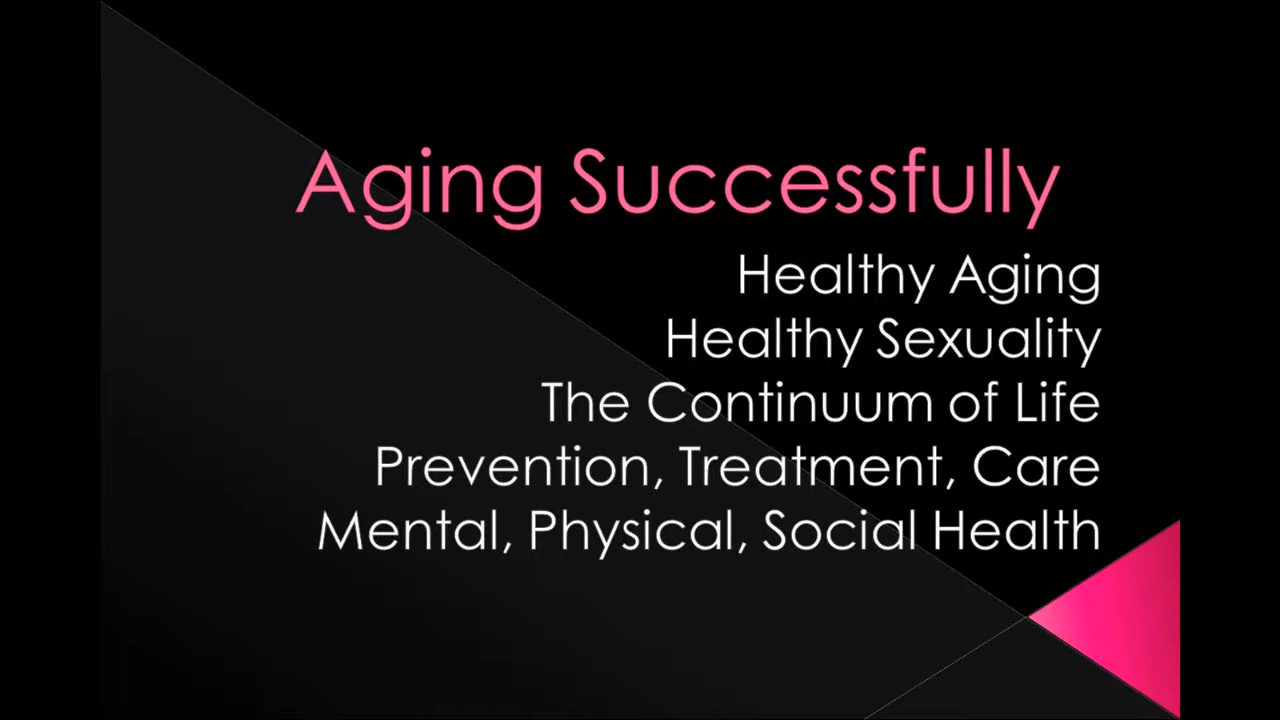 Aging Successfully
Healthy Aging
Healthy Sexuality
The Continuum of Life
Prevention, Treatment, Care
Mental, Physical, Social Health